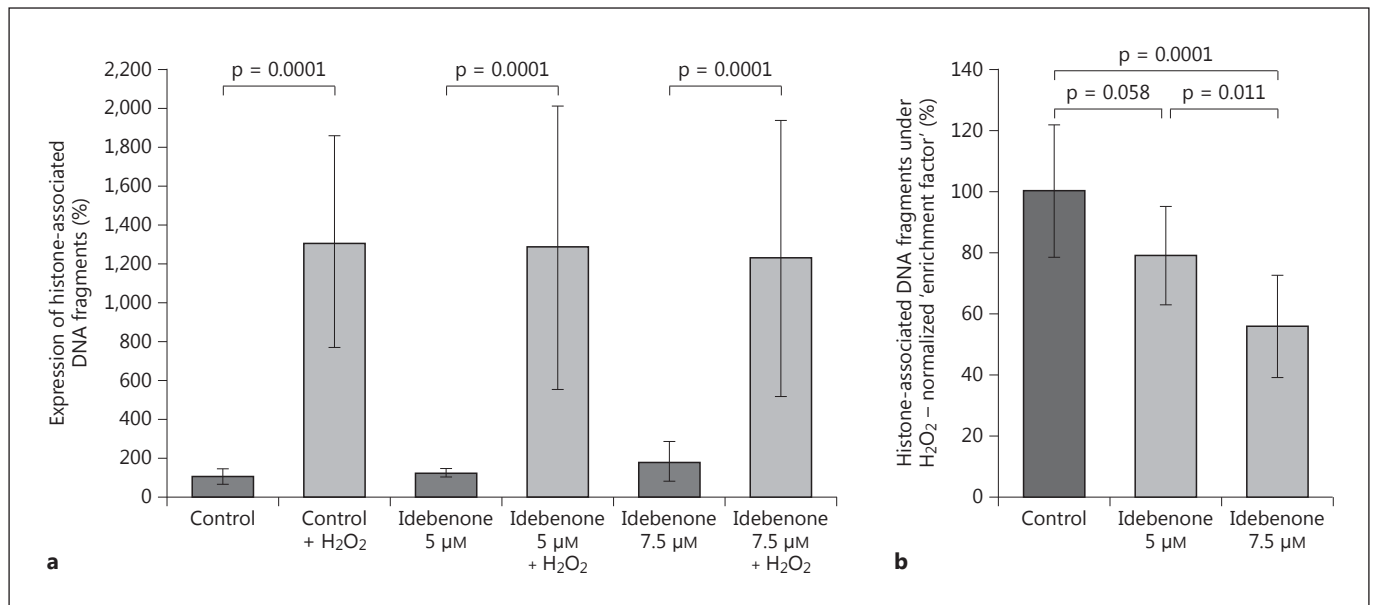 Expression of histone-associated
DNA fragments (%)
2,200
2,000
1,800
1,600
1,400
1,200
1,000
800
600
400
200
0
p = 0.0001
p = 0.0001
p = 0.0001
Control
Control
+ H₂O₂
Idebenone
5 µM
Idebenone
5 µM
+ H₂O₂
Idebenone
7.5 µM
Idebenone
7.5 µM
+ H₂O₂
a
Histone-associated DNA fragments under
H₂O₂ – normalized ‘enrichment factor‘ (%)
140
120
100
80
60
40
20
0
p = 0.0001
p = 0.058
p = 0.011
Control
Idebenone
5 µM
Idebenone
7.5 µM
b